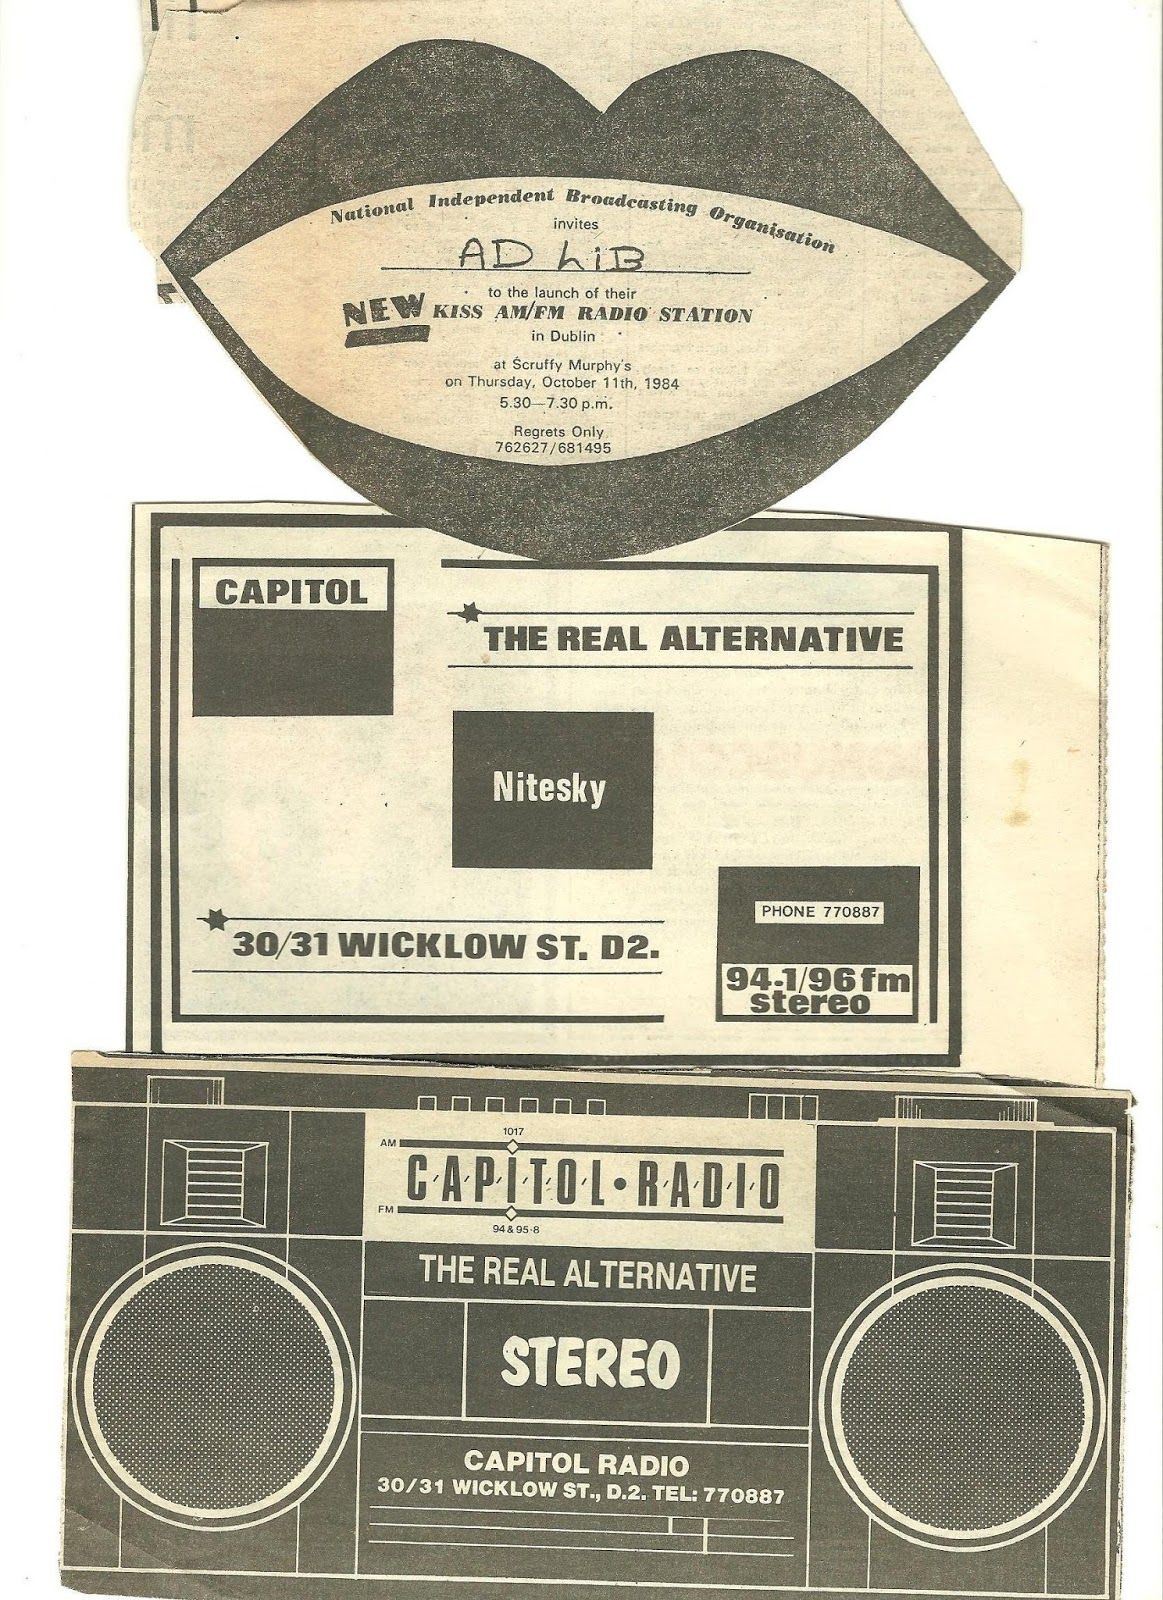 National Independent Broadcasting Organisation
invites
AD LIB
to the launch of their
NEW KISS AM/FM RADIO STATION
in Dublin
at Scruffy Murphy's
on Thursday, October 11th, 1984
5.30—7.30 p.m.
Regrets Only
762627/681495
CAPITOL
THE REAL ALTERNATIVE
Nitesky
PHONE 770887
30/31 WICKLOW ST. D2.
94.1/96 fm
stereo
1017
AM
CAPITOL • RADIO
FM
94 & 95·8
THE REAL ALTERNATIVE
STEREO
CAPITOL RADIO
30/31 WICKLOW ST., D.2. TEL: 770887